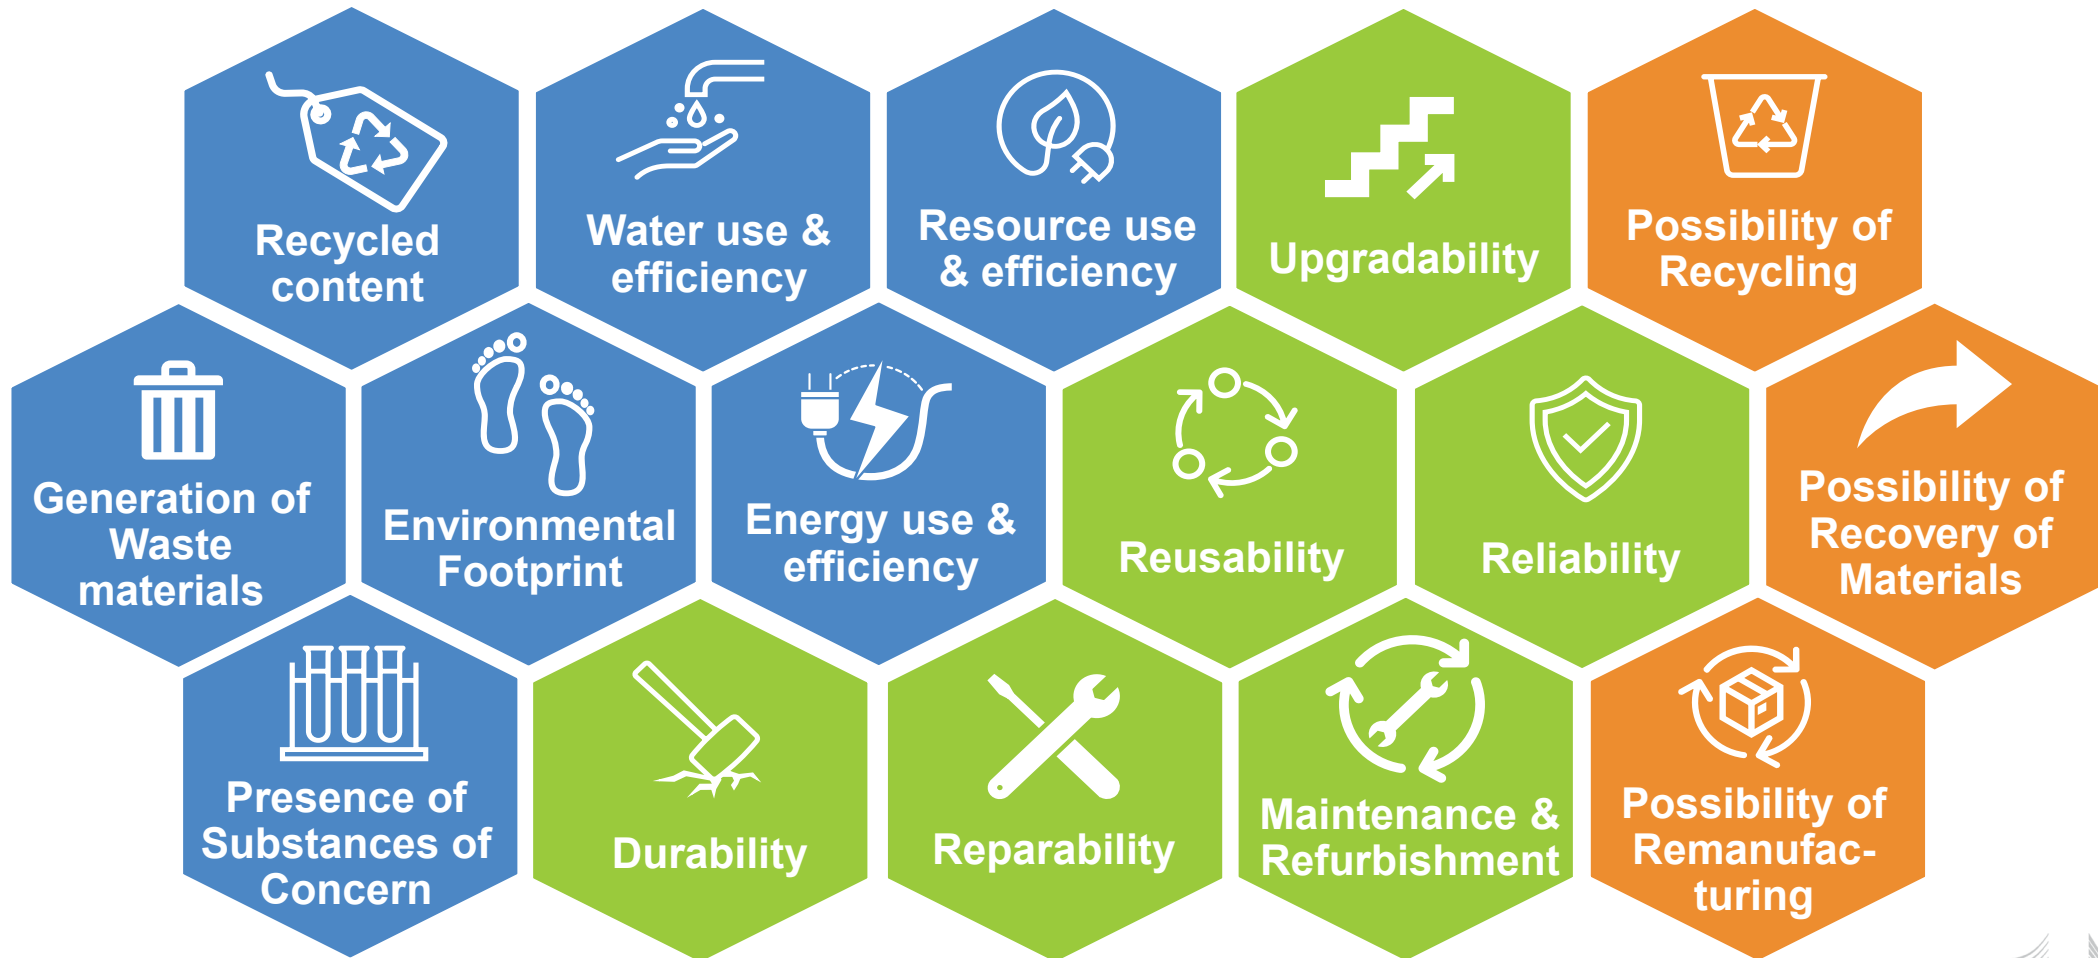 Recycled
content
Water use &
efficiency
Resource use
& efficiency
Upgradability
Possibility of
Recycling
Generation of
Waste
materials
Environmental
Footprint
Energy use &
efficiency
Reusability
Reliability
Possibility of
Recovery of
Materials
Presence of
Substances of
Concern
Durability
Reparability
Maintenance &
Refurbishment
Possibility of
Remanufac-
turing